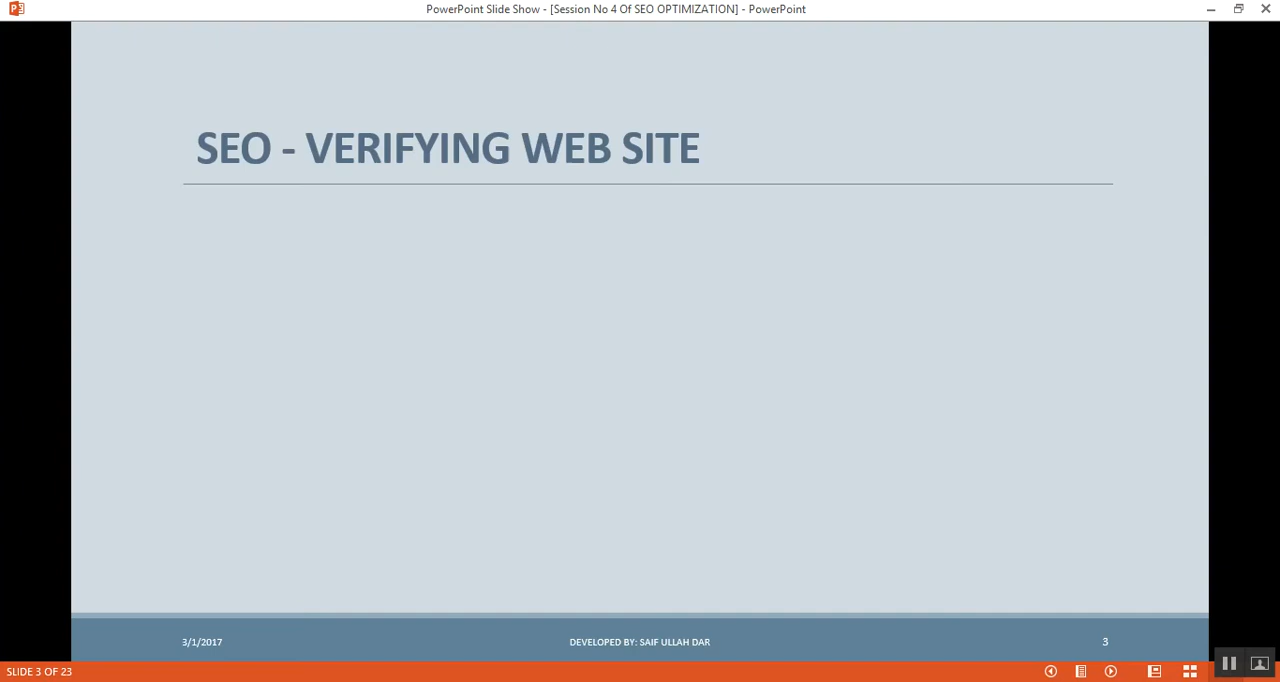 PowerPoint Slide Show - [Session No 4 Of SEO OPTIMIZATION] - PowerPoint
SEO - VERIFYING WEB SITE
3/1/2017
DEVELOPED BY: SAIF ULLAH DAR
3
SLIDE 3 OF 23